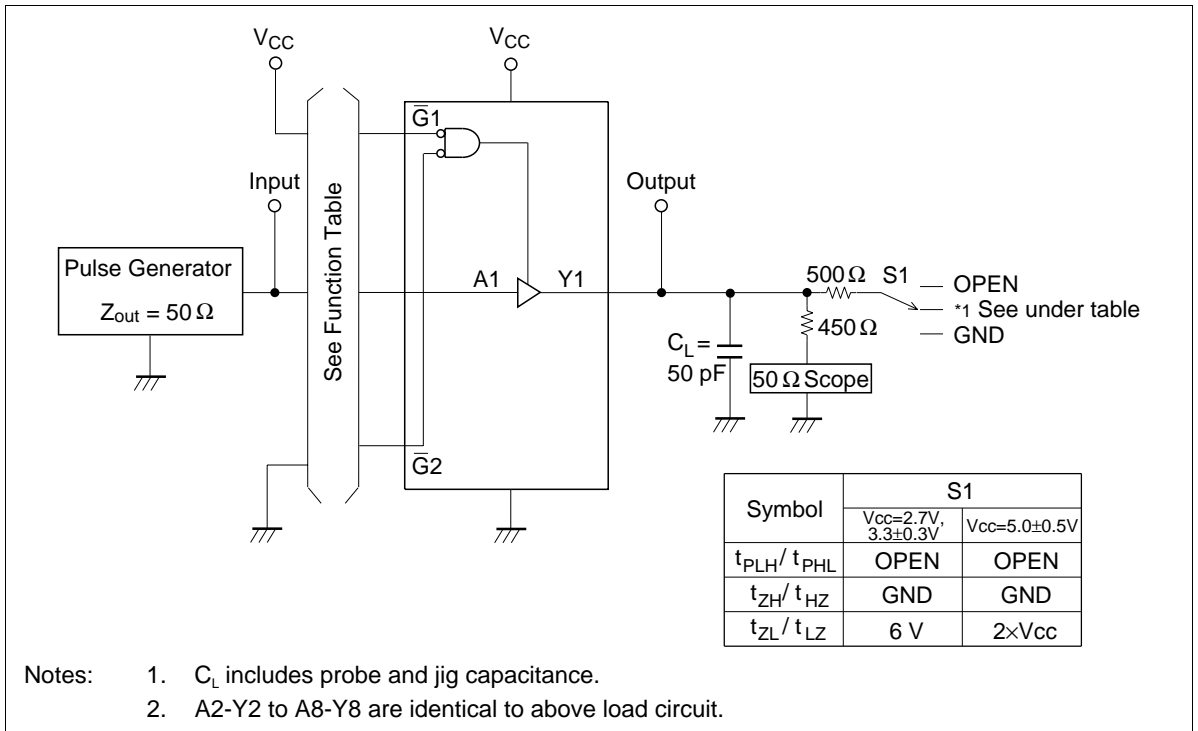 VCC
VCC
G̅1
Input
Output
See Function Table
Pulse Generator
Zout = 50 Ω
A1
Y1
500 Ω
S1
OPEN
*1 See under table
GND
450 Ω
CL =
50 pF
50 Ω Scope
G̅2
Symbol
S1
Vcc=2.7V,
3.3±0.3V
Vcc=5.0±0.5V
tPLH/ tPHL
OPEN
OPEN
tZH/ tHZ
GND
GND
tZL/ tLZ
6 V
2×Vcc
Notes: 1. CL includes probe and jig capacitance.
2. A2-Y2 to A8-Y8 are identical to above load circuit.